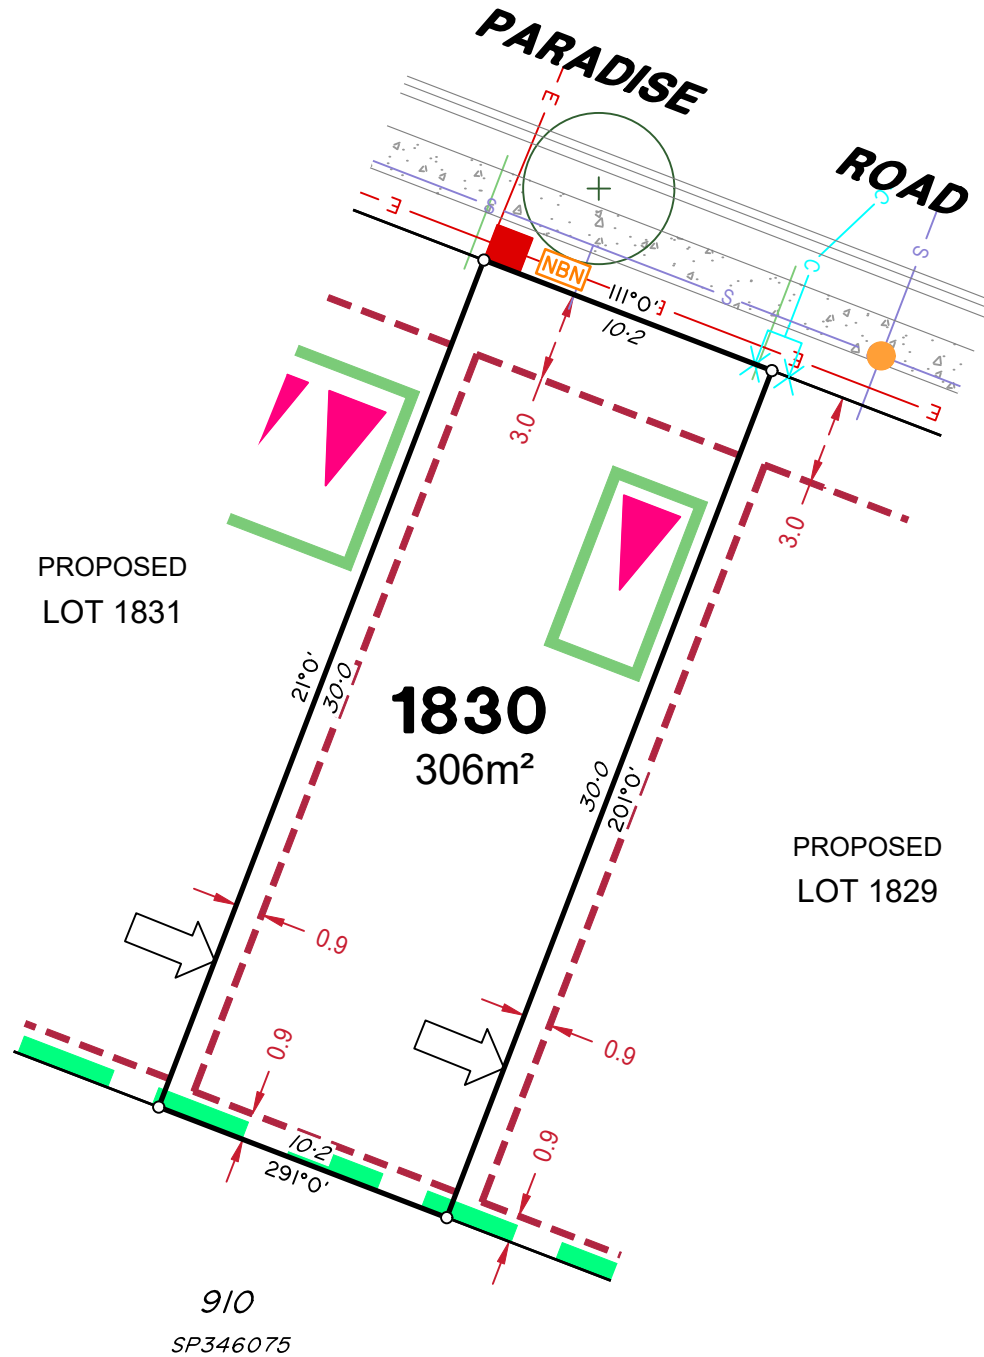 PARADISE
ROAD
E
C
S
E
S
NBN
C
111°0'
E
S
10·2
E
E
3.0
3.0
PROPOSED
LOT 1831
21°0'
30·0
1830
306m²
30·0
201°0'
PROPOSED
LOT 1829
0.9
0.9
0.9
0.9
10·2
291°0'
910
SP346075